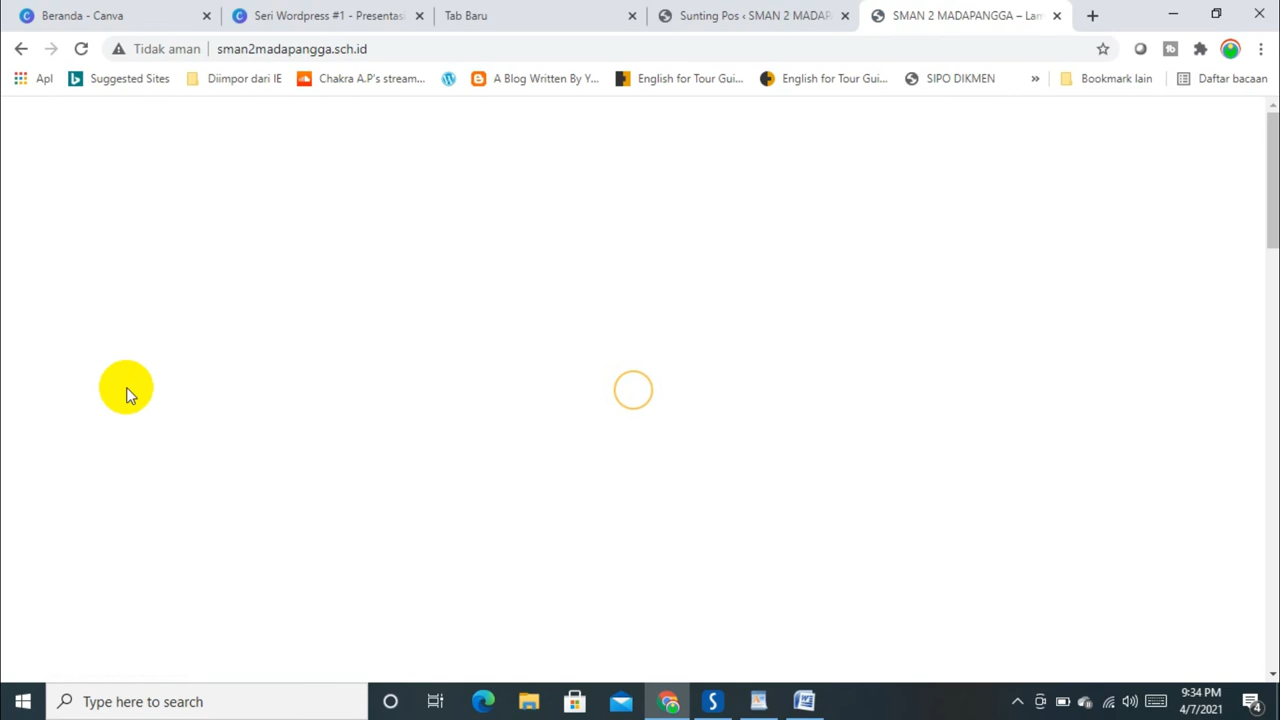 Beranda - Canva
Seri Wordpress #1 - Presentasi
Tab Baru
Sunting Pos ‹ SMAN 2 MADAP
SMAN 2 MADAPANGGA – Lam
Tidak aman
sman2madapangga.sch.id
Apl
Suggested Sites
Diimpor dari IE
Chakra A.P's stream...
A Blog Written By Y...
English for Tour Gui...
English for Tour Gui...
SIPO DIKMEN
»
Bookmark lain
Daftar bacaan
Type here to search
9:34 PM
4/7/2021
4